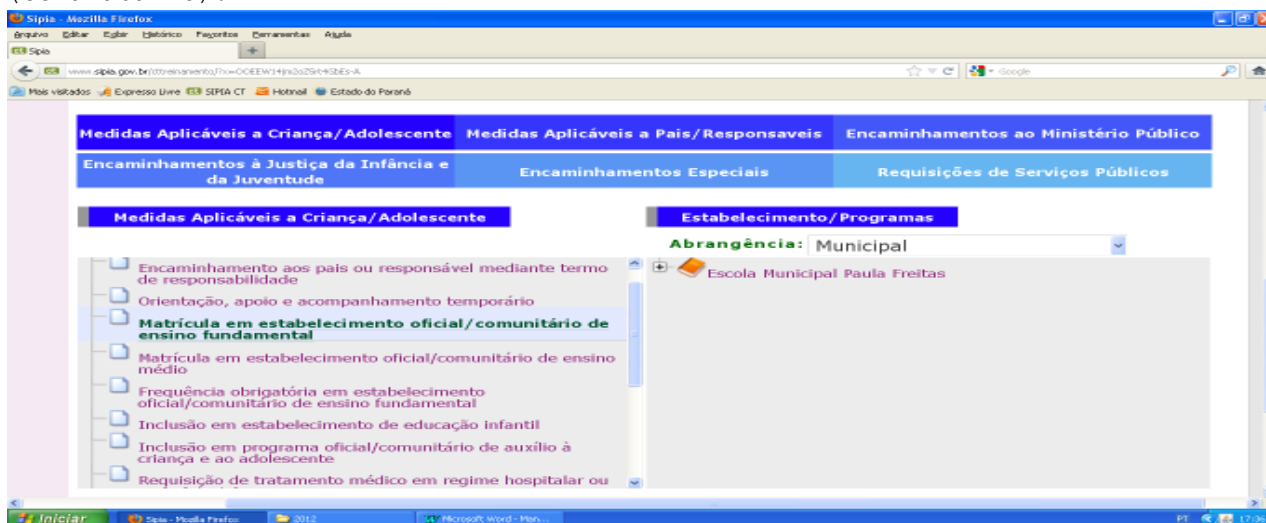 Sipia - Mozilla Firefox
Arquivo Editar Exibir Histórico Favoritos Ferramentas Ajuda
Sipia
Mais visitados Expresso Livre SIPIA CT Hotmail Estado do Paraná
Google
Medidas Aplicáveis a Criança/Adolescente Medidas Aplicáveis a Pais/Responsaveis Encaminhamentos ao Ministério Público
Encaminhamentos à Justiça da Infância e da Juventude Encaminhamentos Especiais Requisições de Serviços Públicos
Medidas Aplicáveis a Criança/Adolescente Estabelecimento/Programas
Abrangência: Municipal
Encaminhamento aos pais ou responsável mediante termo
de responsabilidade
Escola Municipal Paula Freitas
Orientação, apoio e acompanhamento temporário
Matrícula em estabelecimento oficial/comunitário de
ensino fundamental
Matrícula em estabelecimento oficial/comunitário de ensino
médio
Frequência obrigatória em estabelecimento
oficial/comunitário de ensino fundamental
Inclusão em estabelecimento de educação infantil
Inclusão em programa oficial/comunitário de auxílio à
criança e ao adolescente
Requisição de tratamento médico em regime hospitalar ou
Iniciar Sipia - Mozilla Firefox 2012 Microsoft Word - Man... PT 17:36